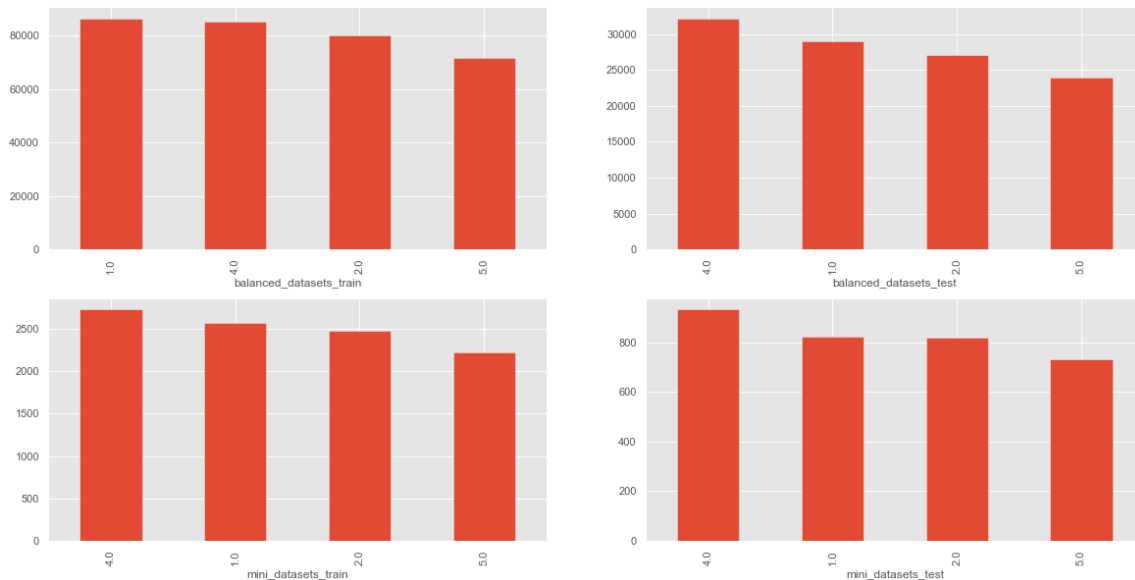 80000
60000
40000
20000
0
1.0 4.0 2.0 5.0
balanced_datasets_train
30000
25000
20000
15000
10000
5000
0
4.0 1.0 2.0 5.0
balanced_datasets_test
2500
2000
1500
1000
500
0
4.0 1.0 2.0 5.0
mini_datasets_train
800
600
400
200
0
4.0 1.0 2.0 5.0
mini_datasets_test